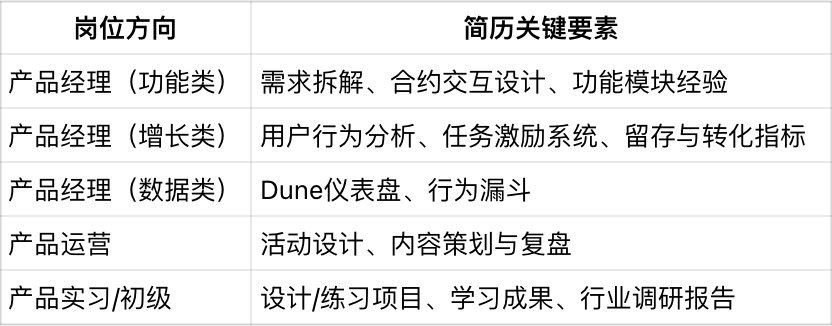 岗位方向 简历关键要素
产品经理（功能类） 需求拆解、合约交互设计、功能模块经验
产品经理（增长类） 用户行为分析、任务激励系统、留存与转化指标
产品经理（数据类） Dune仪表盘、行为漏斗
产品运营 活动设计、内容策划与复盘
产品实习/初级 设计/练习项目、学习成果、行业调研报告